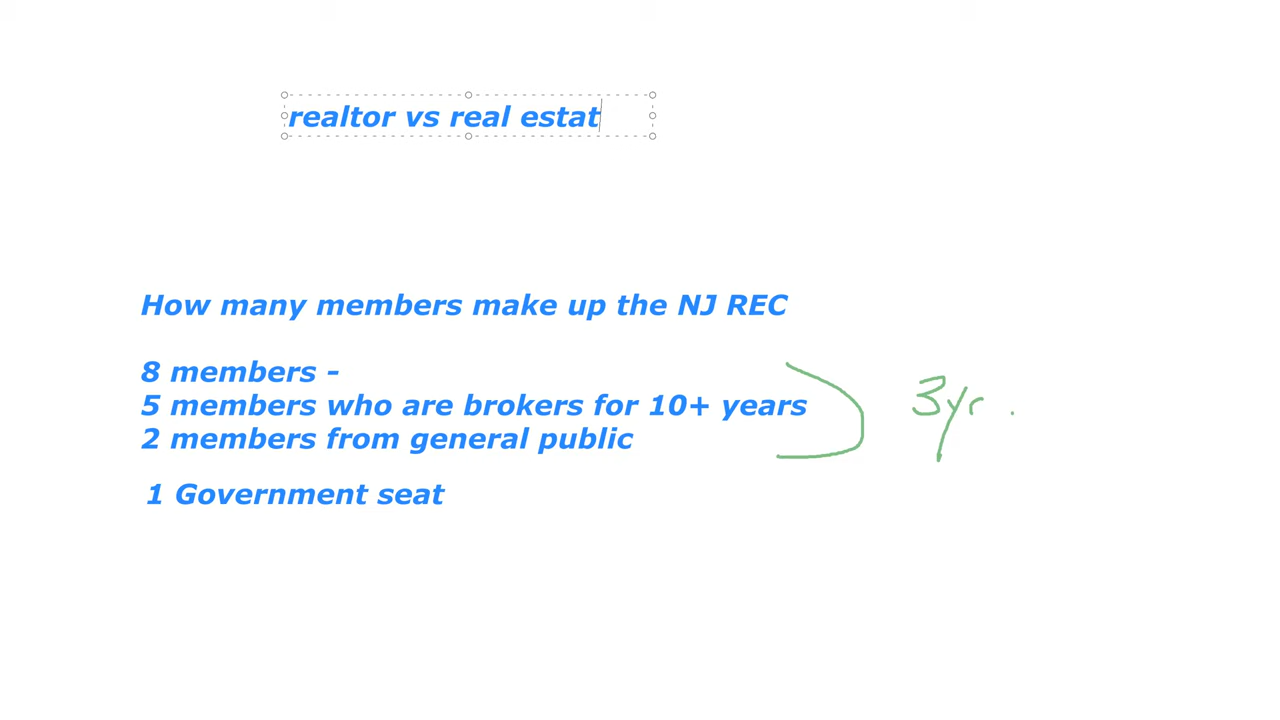 realtor vs real estat
How many members make up the NJ REC
8 members -
5 members who are brokers for 10+ years
2 members from general public
3yr .
1 Government seat